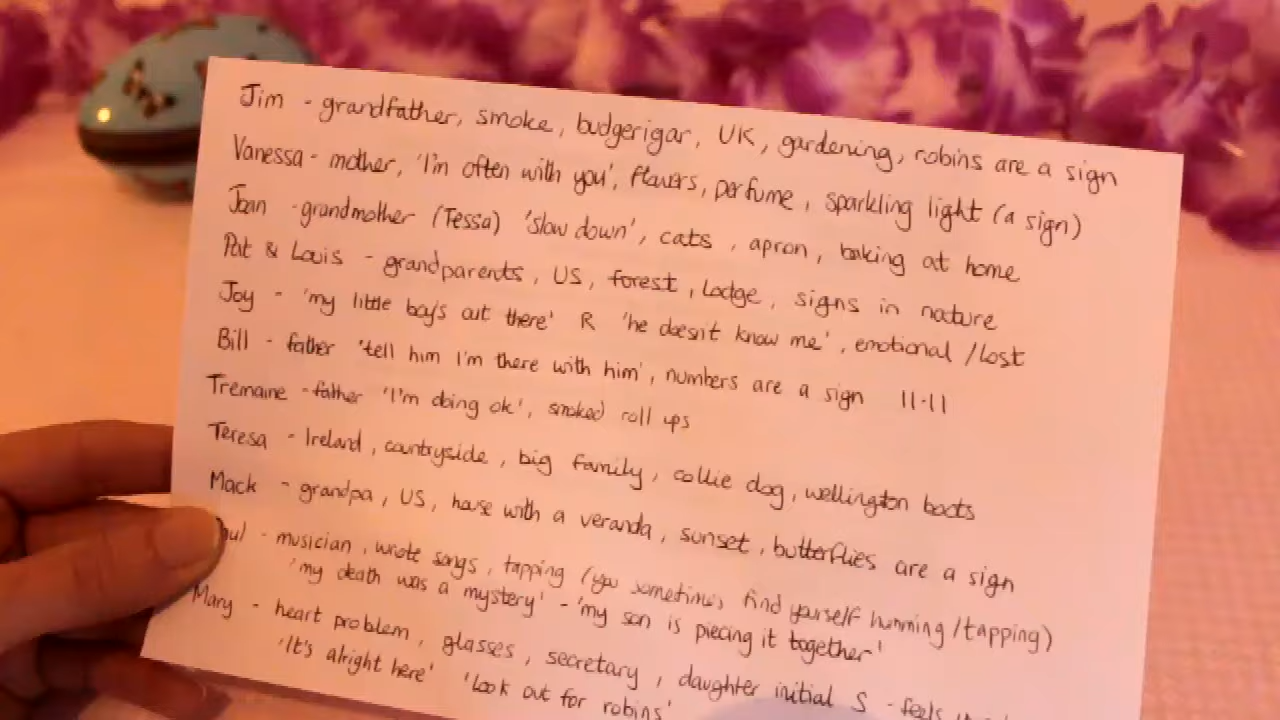 Jim - grandfather, smoke, budgerigar, UK, gardening, robins are a sign
Vanessa - mother, 'I'm often with you', flowers, perfume, sparkling light (a sign)
Joan - grandmother (Tessa) 'slow down', cats, apron, baking at home
Pat & Louis - grandparents, US, forest, lodge, signs in nature
Joy - 'my little boy's out there' R 'he doesn't know me', emotional /lost
Bill - father 'tell him I'm there with him', numbers are a sign 11-11
Tremaine - father 'I'm doing ok', smoked roll ups
Teresa - Ireland, countryside, big family, collie dog, wellington boots
Mack - grandpa, US, house with a veranda, sunset, butterflies are a sign
- musician, wrote songs, tapping (you sometimes find yourself humming/tapping)
'my death was a mystery' - 'my son is piecing it together'
Mary - heart problem, glasses, secretary, daughter initial S - feels
'It's alright here' 'Look out for robins'